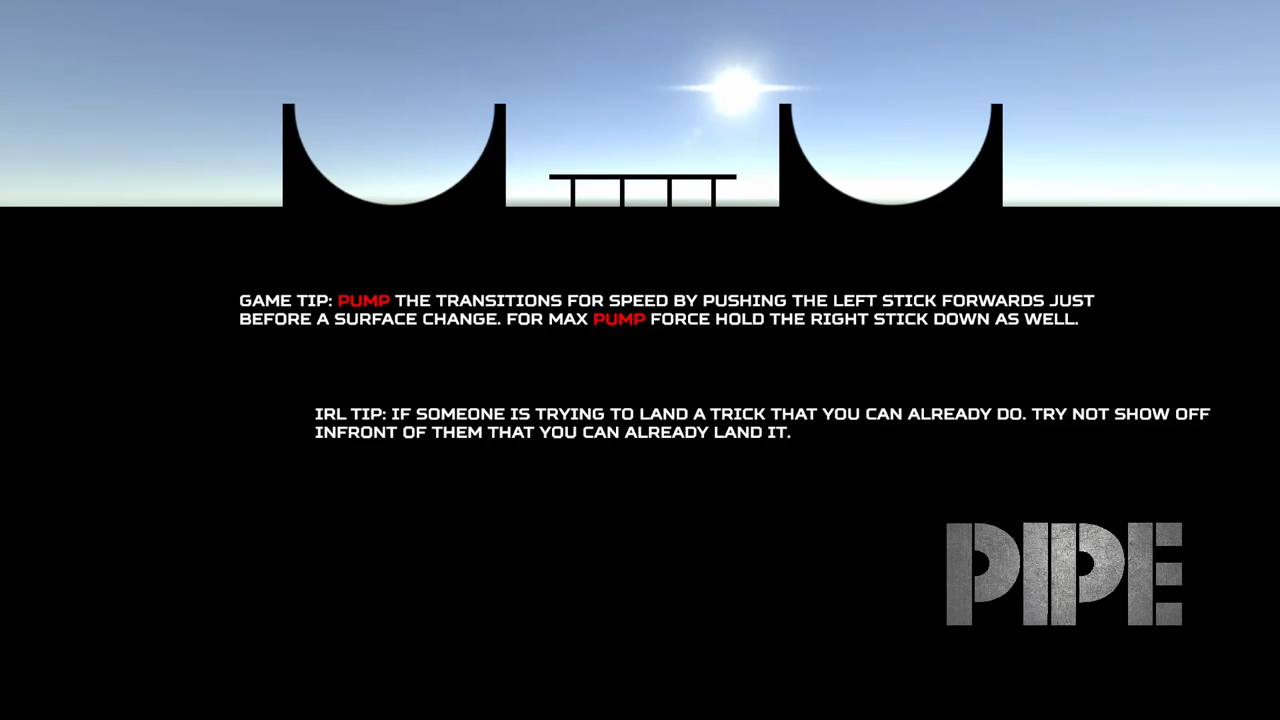 GAME TIP: PUMP THE TRANSITIONS FOR SPEED BY PUSHING THE LEFT STICK FORWARDS JUST
BEFORE A SURFACE CHANGE. FOR MAX PUMP FORCE HOLD THE RIGHT STICK DOWN AS WELL.
IRL TIP: IF SOMEONE IS TRYING TO LAND A TRICK THAT YOU CAN ALREADY DO. TRY NOT SHOW OFF
INFRONT OF THEM THAT YOU CAN ALREADY LAND IT.
PIPE